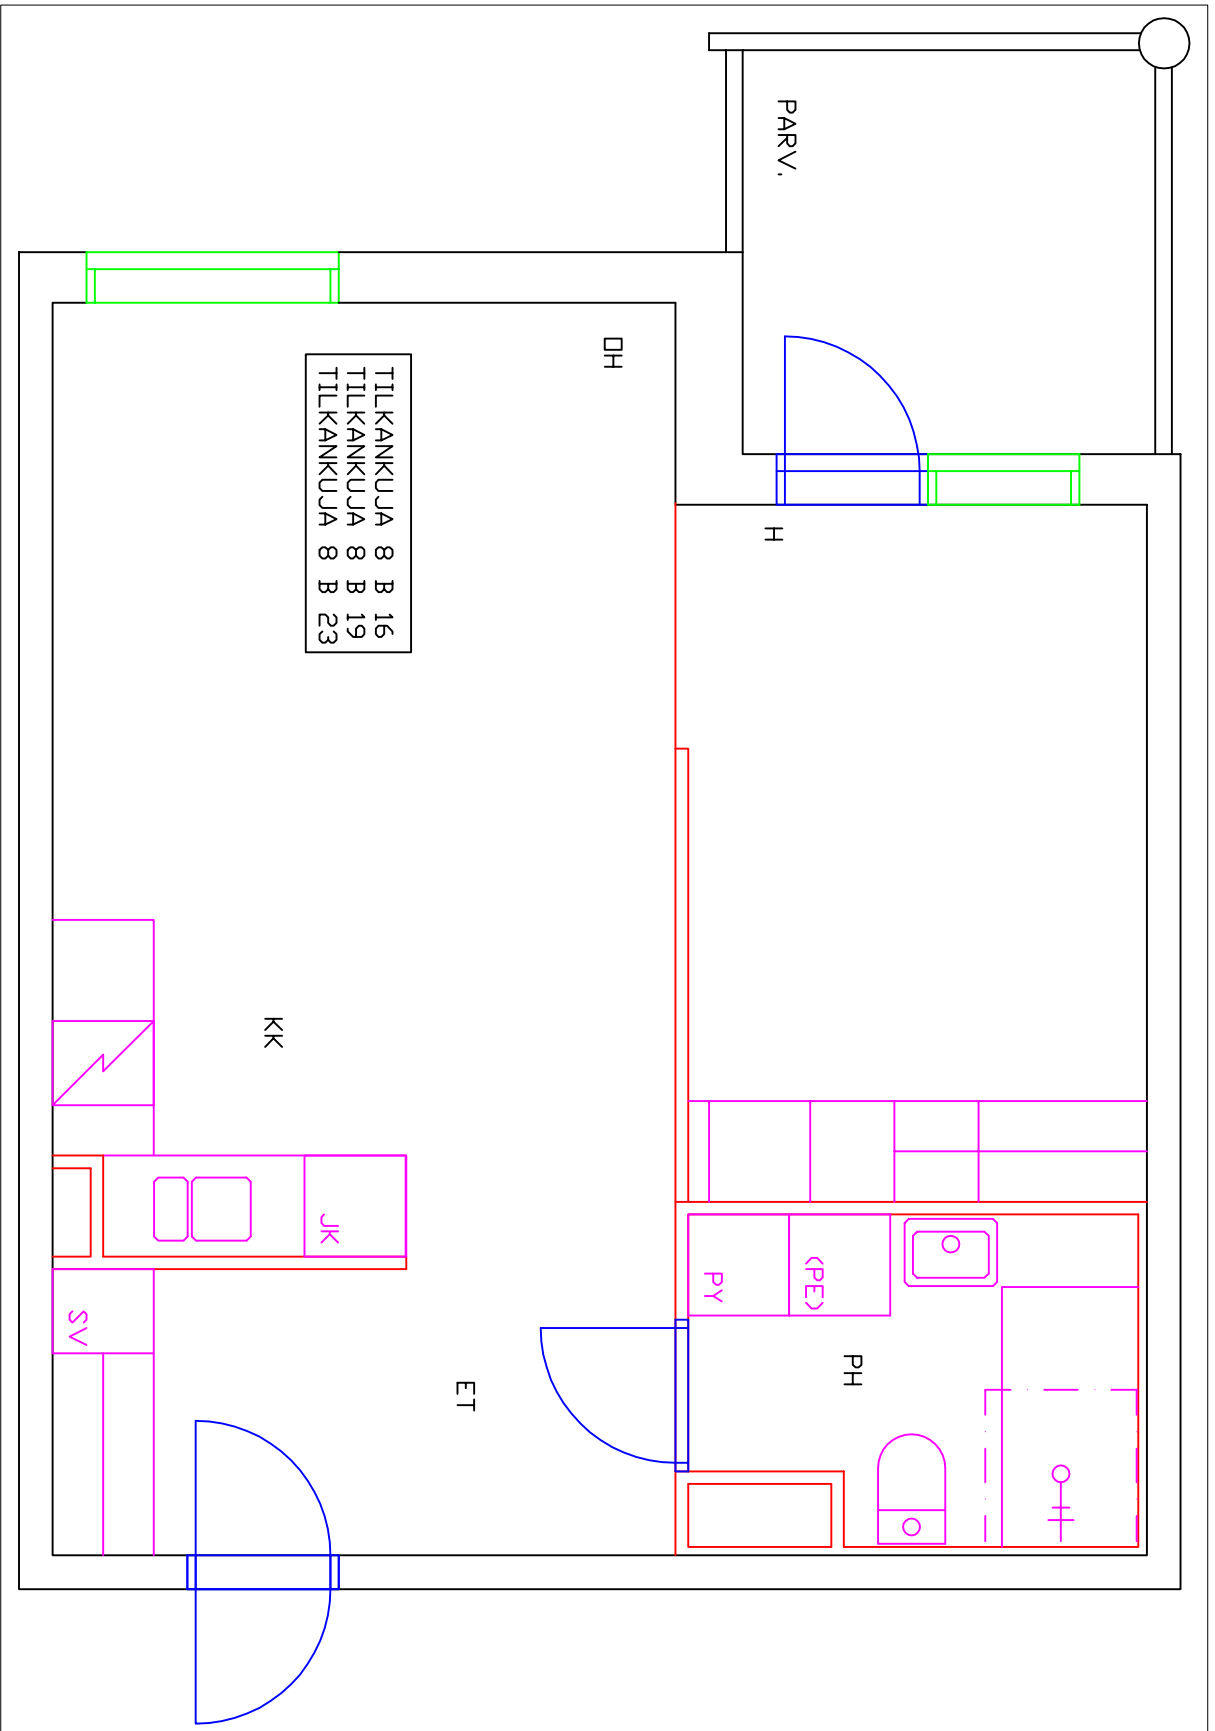 PARV.
OH
H
TILKANKUJA 8 B 16
TILKANKUJA 8 B 19
TILKANKUJA 8 B 23
KK
JK
SV
PY
(PE)
PH
ET